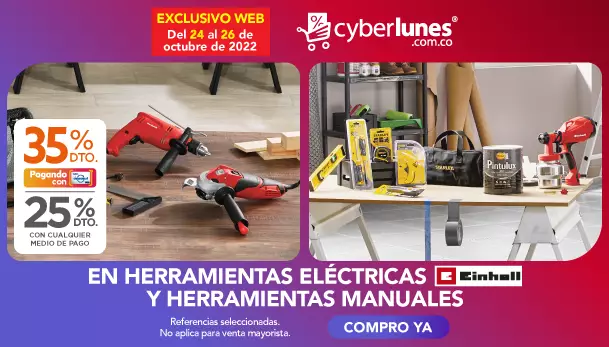 EXCLUSIVO WEB
Del 24 al 26 de
octubre de 2022
cyberlunes®
.com.co
35% DTO.
Pagando
con
25% DTO.
CON CUALQUIER
MEDIO DE PAGO
STANLEY
Pintulux
EN HERRAMIENTAS ELÉCTRICAS Einhell
Y HERRAMIENTAS MANUALES
Referencias seleccionadas.
No aplica para venta mayorista.
COMPRO YA